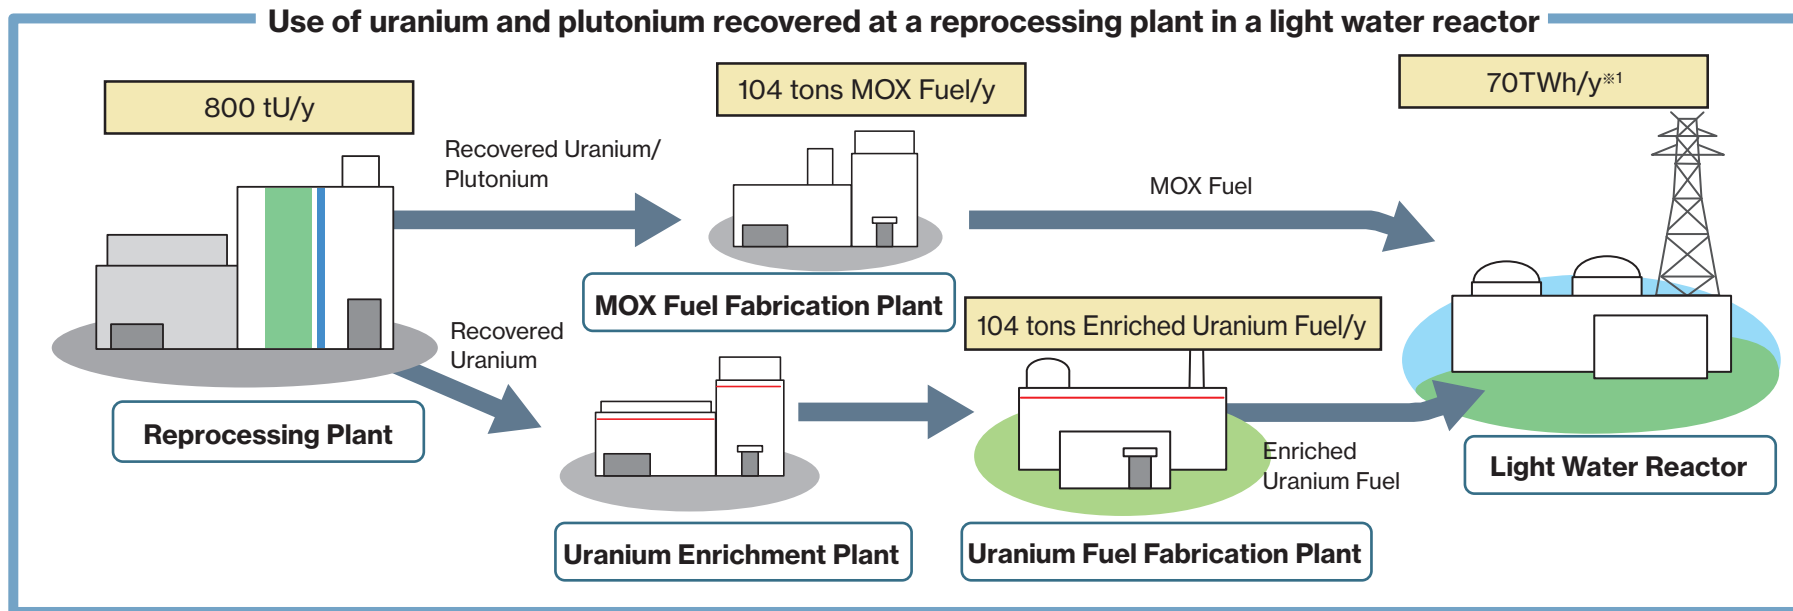 Use of uranium and plutonium recovered at a reprocessing plant in a light water reactor
800 tU/y
104 tons MOX Fuel/y
70TWh/y※1
Recovered Uranium/
Plutonium
MOX Fuel
MOX Fuel Fabrication Plant
104 tons Enriched Uranium Fuel/y
Recovered
Uranium
Reprocessing Plant
Enriched
Uranium Fuel
Light Water Reactor
Uranium Enrichment Plant
Uranium Fuel Fabrication Plant